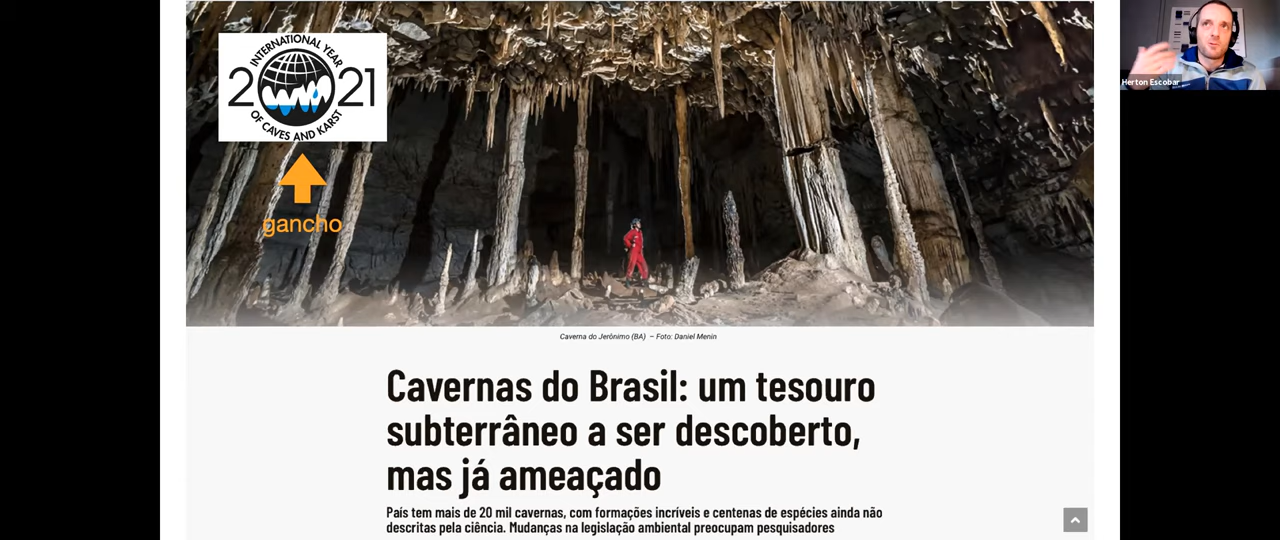 INTERNATIONAL YEAR
2021
OF CAVES AND KARST
gancho
Herton Escobar
Caverna do Jerônimo (BA) – Foto: Daniel Menin
Cavernas do Brasil: um tesouro
subterrâneo a ser descoberto,
mas já ameaçado
País tem mais de 20 mil cavernas, com formações incríveis e centenas de espécies ainda não
descritas pela ciência. Mudanças na legislação ambiental preocupam pesquisadores